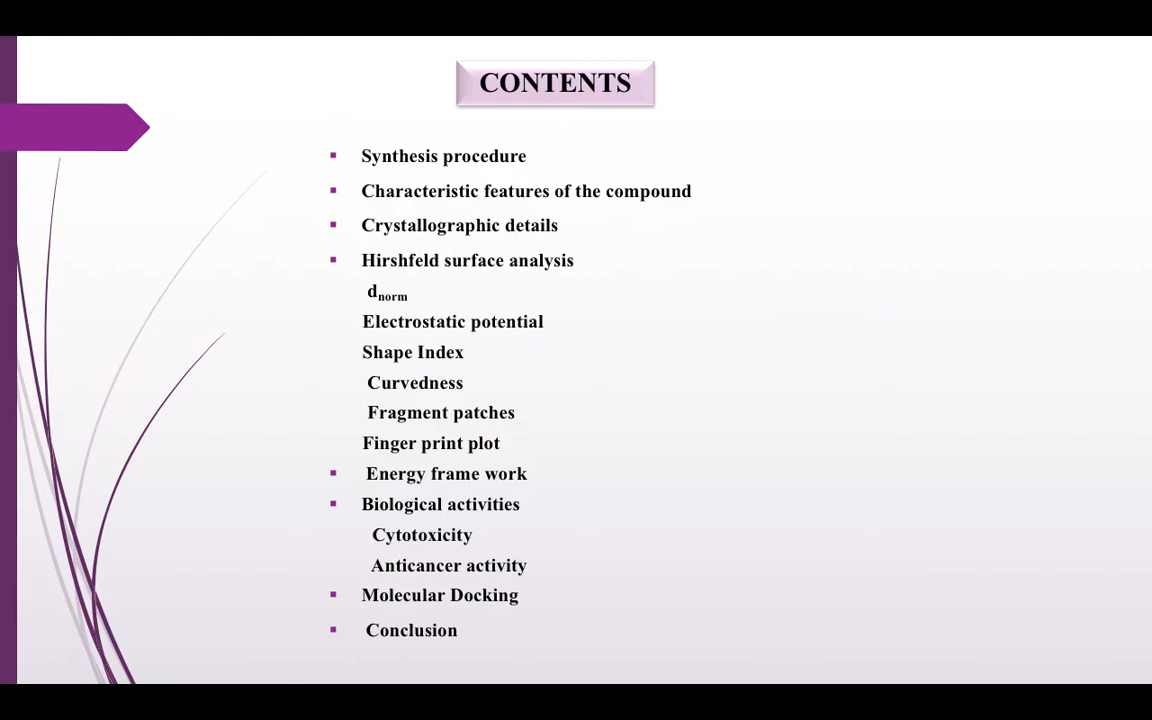 CONTENTS
▪ Synthesis procedure
▪ Characteristic features of the compound
▪ Crystallographic details
▪ Hirshfeld surface analysis
dnorm
Electrostatic potential
Shape Index
Curvedness
Fragment patches
Finger print plot
▪ Energy frame work
▪ Biological activities
Cytotoxicity
Anticancer activity
▪ Molecular Docking
▪ Conclusion